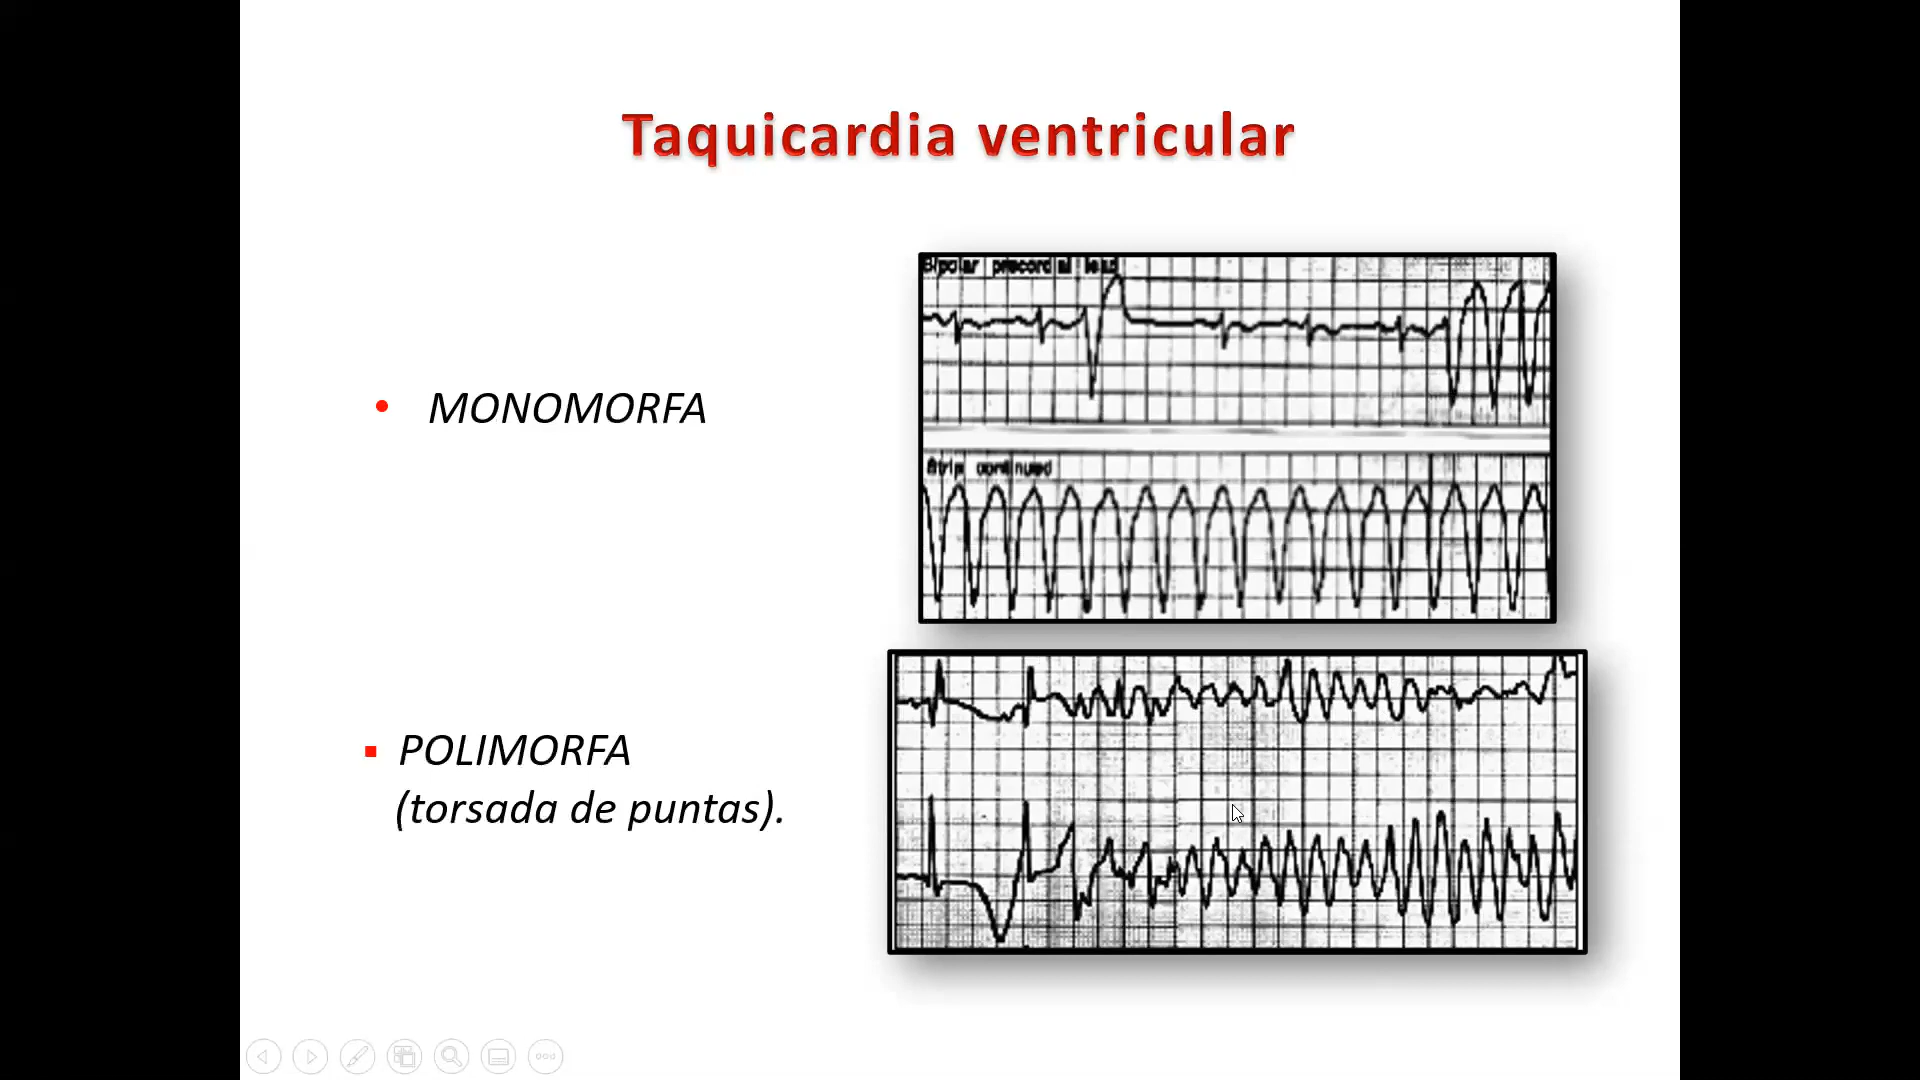 Taquicardia ventricular
Bipolar precordial lead
• MONOMORFA
Strip continued
▪ POLIMORFA
(torsada de puntas).